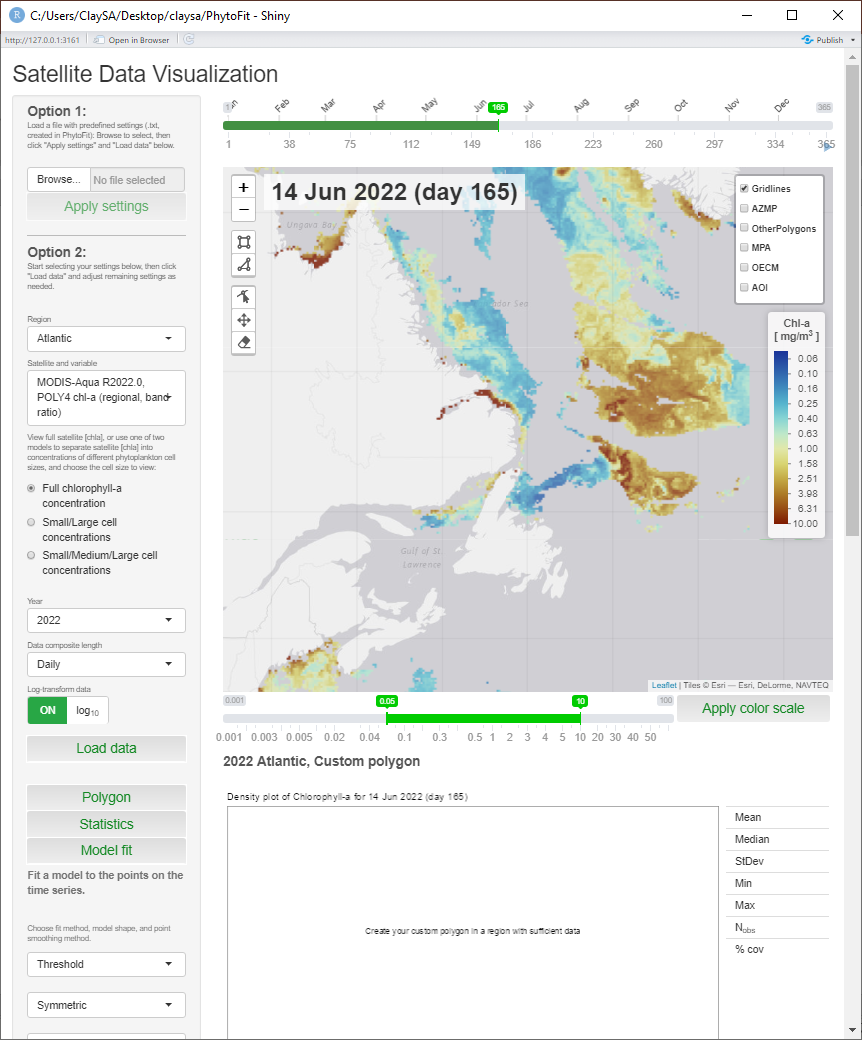 C:/Users/ClaySA/Desktop/claysa/PhytoFit - Shiny
http://127.0.0.1:3161
Open in Browser
Publish
Satellite Data Visualization
Option 1:
Load a file with predefined settings (.txt,
created in PhytoFit): Browse to select, then
click "Apply settings" and "Load data" below.
Browse...
No file selected
Apply settings
Option 2:
Start selecting your settings below, then click
"Load data" and adjust remaining settings as
needed.
Region
Atlantic
Satellite and variable
MODIS-Aqua R2022.0,
POLY4 chl-a (regional, band
ratio)
View full satellite [chla], or use one of two
models to separate satellite [chla] into
concentrations of different phytoplankton cell
sizes, and choose the cell size to view:
Full chlorophyll-a
concentration
Small/Large cell
concentrations
Small/Medium/Large cell
concentrations
Year
2022
Data composite length
Daily
Log-transform data
ON
log10
Load data
Polygon
Statistics
Model fit
Fit a model to the points on the
time series.
Choose fit method, model shape, and point
smoothing method.
Threshold
Symmetric
1
Feb
Mar
Apr
May
Jun
165
Jul
Aug
Sep
Oct
Nov
Dec
365
1 38 75 112 149 186 223 260 297 334 365
+
−
14 Jun 2022 (day 165)
Ungava Bay
Gulf of St.
Lawrence
Gridlines
AZMP
OtherPolygons
MPA
OECM
AOI
Chl-a
[ mg/m3 ]
0.06
0.10
0.16
0.25
0.40
0.63
1.00
1.58
2.51
3.98
6.31
10.00
Leaflet | Tiles © Esri — Esri, DeLorme, NAVTEQ
0.001
0.05
10
100
0.001 0.003 0.005 0.02 0.04 0.1 0.3 0.5 1 2 3 4 5 10 20 30 40 50
Apply color scale
2022 Atlantic, Custom polygon
Density plot of Chlorophyll-a for 14 Jun 2022 (day 165)
Create your custom polygon in a region with sufficient data
Mean
Median
StDev
Min
Max
Nobs
% cov